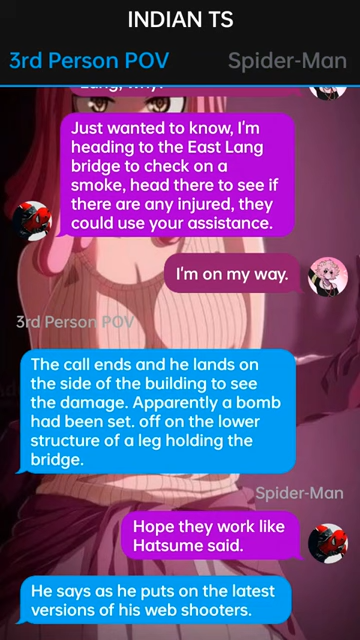 INDIAN TS
3rd Person POV
Spider-Man
Lang, why?
Just wanted to know, I'm
heading to the East Lang
bridge to check on a
smoke, head there to see if
there are any injured, they
could use your assistance.
I'm on my way.
3rd Person POV
The call ends and he lands on
the side of the building to see
the damage. Apparently a bomb
had been set. off on the lower
structure of a leg holding the
bridge.
Spider-Man
Hope they work like
Hatsume said.
He says as he puts on the latest
versions of his web shooters.